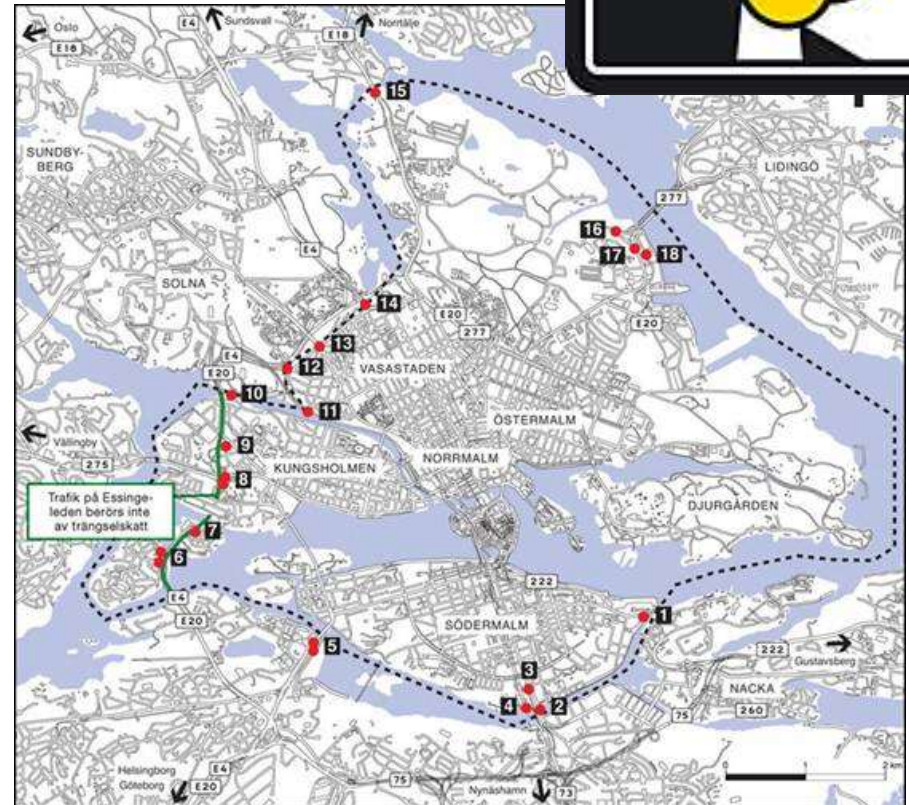 E4
Sundsvall
Norrtälje
Oslo
E18
E18
15
SUNDBY-
BERG
LIDINGÖ
277
16
17
18
E4
SOLNA
14
E20
277
E20
13
E4
12
E20
VASASTADEN
10
11
ÖSTERMALM
Vällingby
9
NORRMALM
275
KUNGSHOLMEN
8
Trafik på Essinge-
leden berörs inte
av trängselskatt
DJURGÅRDEN
7
6
222
E4
E20
SÖDERMALM
1
5
222
Gustavsberg
3
NACKA
4
2
75
260
0
1
2 km
Helsingborg
Göteborg
E4
E20
75
Nynäshamn
73